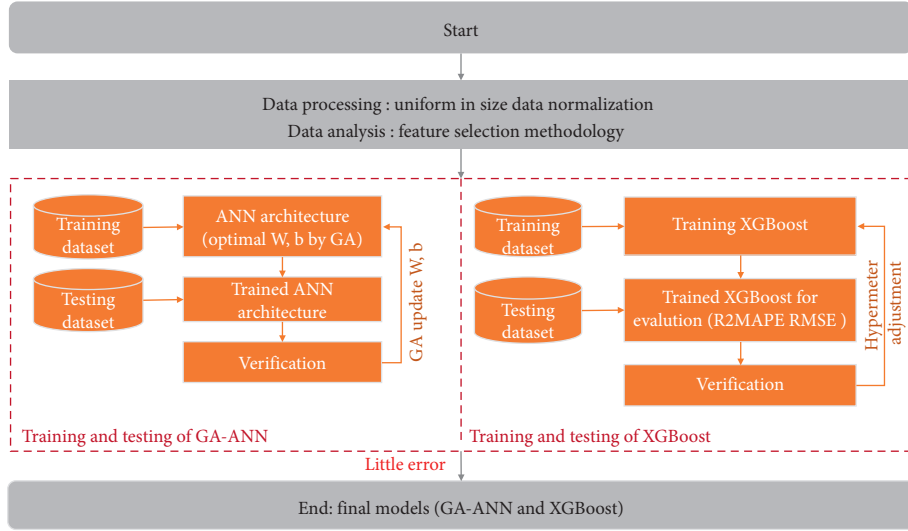 Start
Data processing : uniform in size data normalization
Data analysis : feature selection methodology
Training
dataset
ANN architecture
(optimal W, b by GA)
Testing
dataset
Trained ANN
architecture
Verification
GA update W, b
Training and testing of GA-ANN
Training
dataset
Training XGBoost
Testing
dataset
Trained XGBoost for
evalution (R2MAPE RMSE )
Verification
Hypermeter
adjustment
Training and testing of XGBoost
Little error
End: final models (GA-ANN and XGBoost)